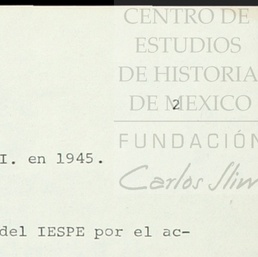 CENTRO DE
ESTUDIOS
DE HISTORIA
DE MEXICO
2
FUNDACIÓN
I. en 1945.
Carlos Slim
del IESPE por el ac-